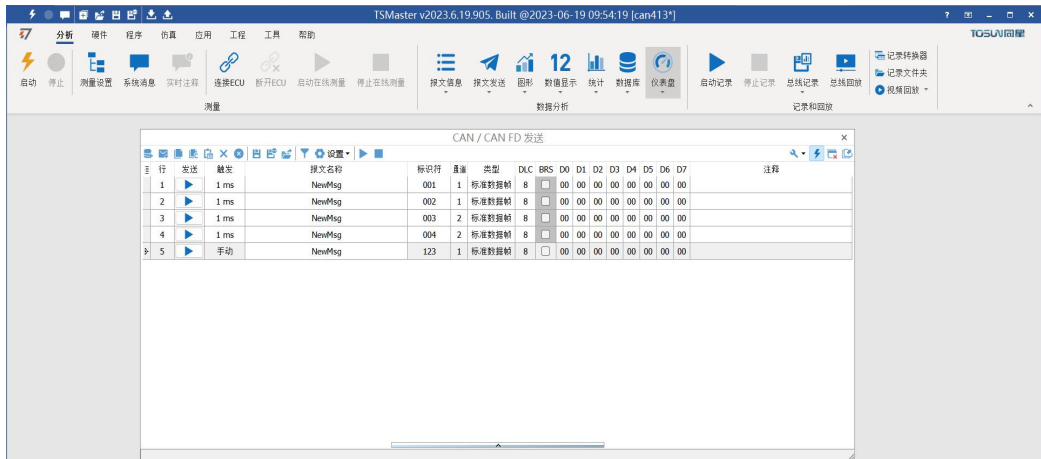 TSMaster v2023.6.19.905. Built @2023-06-19 09:54:19 [can413*]
分析 硬件 程序 仿真 应用 工程 工具 帮助
TOSUN同星
启动 停止 测量设置 系统消息 实时注释 连接ECU 断开ECU 启动在线测量 停止在线测量 报文信息 报文发送 图形 12 数值显示 统计 数据库 仪表盘 启动记录 停止记录 总线记录 总线回放
记录转换器
记录文件夹
视频回放
测量 数据分析 记录和回放
CAN / CAN FD 发送
设置
行 发送 触发 报文名称 标识符 通道 类型 DLC BRS D0 D1 D2 D3 D4 D5 D6 D7 注释
1 1 ms NewMsg 001 1 标准数据帧 8 00 00 00 00 00 00 00 00
2 1 ms NewMsg 002 1 标准数据帧 8 00 00 00 00 00 00 00 00
3 1 ms NewMsg 003 2 标准数据帧 8 00 00 00 00 00 00 00 00
4 1 ms NewMsg 004 2 标准数据帧 8 00 00 00 00 00 00 00 00
5 手动 NewMsg 123 1 标准数据帧 8 00 00 00 00 00 00 00 00